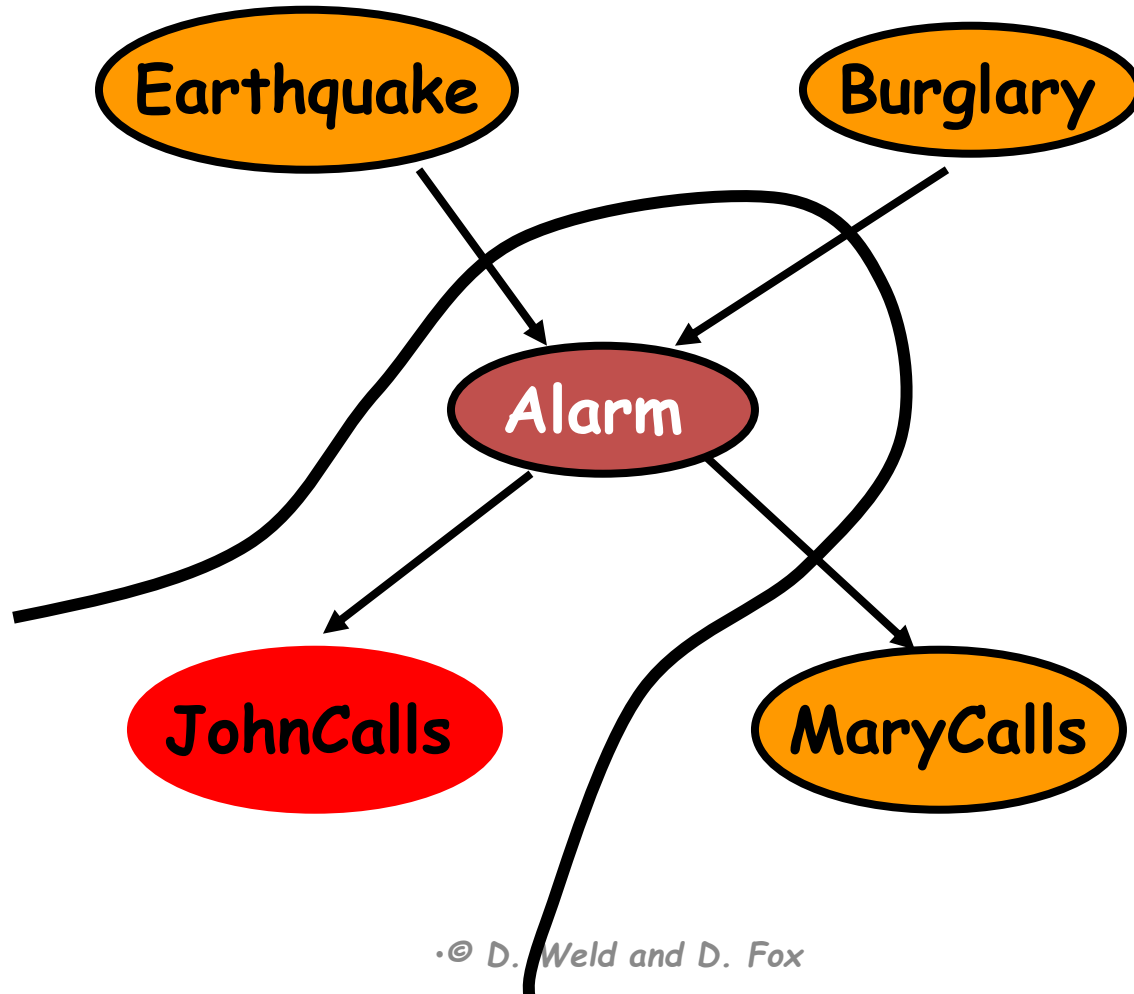 Earthquake
Burglary
Alarm
JohnCalls
MaryCalls
·© D. Weld and D. Fox